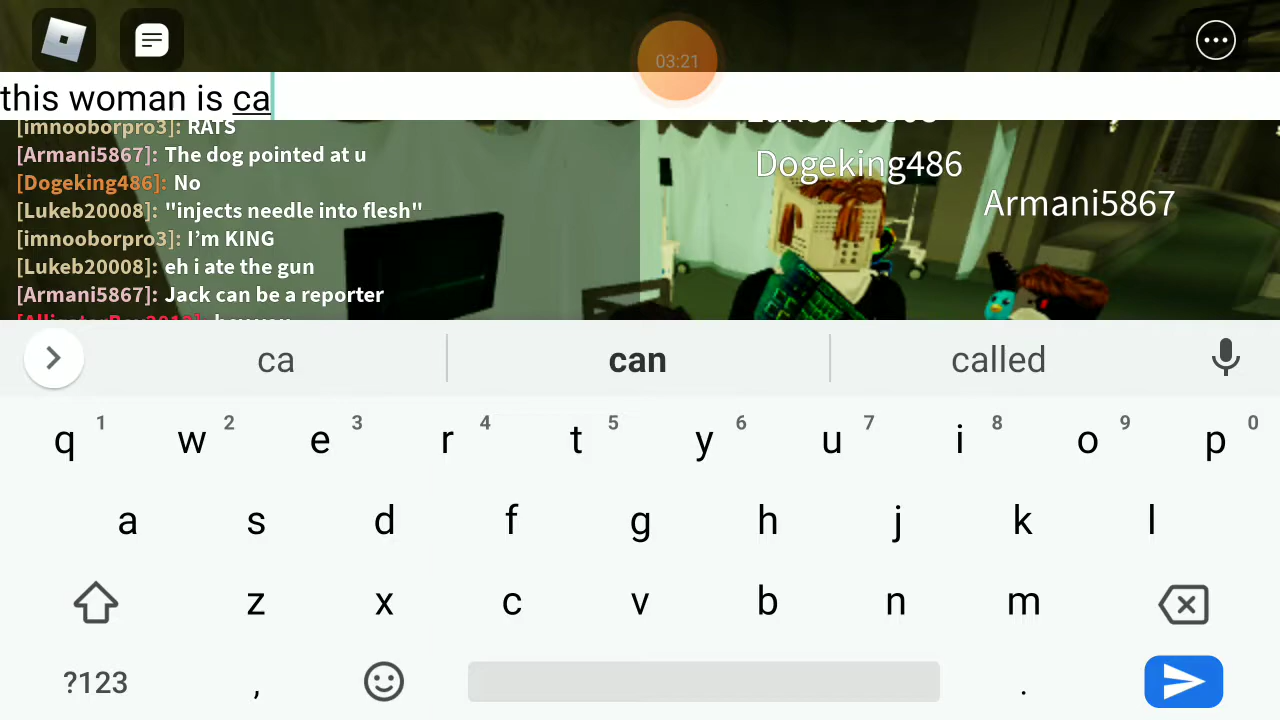 03:21
this woman is ca
[imnooborpro3]: RATS
[Armani5867]: The dog pointed at u
[Dogeking486]: No
[Lukeb20008]: "injects needle into flesh"
[imnooborpro3]: I'm KING
[Lukeb20008]: eh i ate the gun
[Armani5867]: Jack can be a reporter
Dogeking486
Armani5867
ca can called
q 1 w 2 e 3 r 4 t 5 y 6 u 7 i 8 o 9 p 0
a s d f g h j k l
z x c v b n m
?123 , .